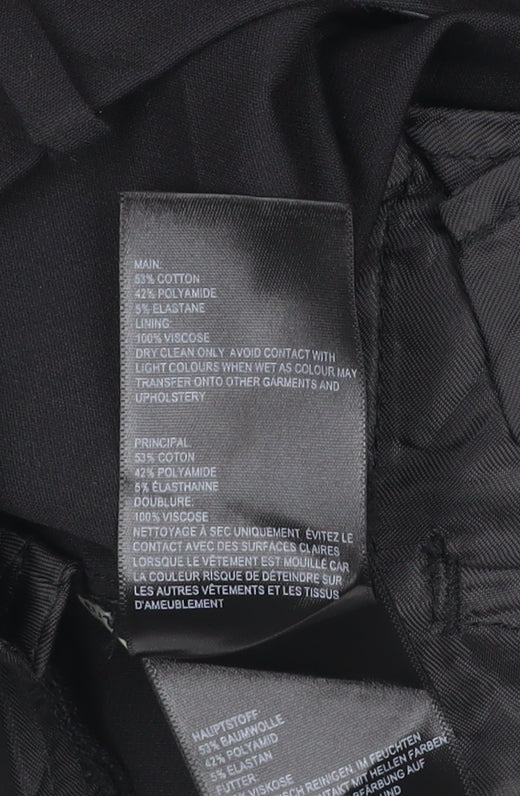 MAIN:
53% COTTON
42% POLYAMIDE
5% ELASTANE
LINING:
100% VISCOSE
DRY CLEAN ONLY AVOID CONTACT WITH
LIGHT COLOURS WHEN WET AS COLOUR MAY
TRANSFER ONTO OTHER GARMENTS AND
UPHOLSTERY
PRINCIPAL:
53% COTON
42% POLYAMIDE
5% ÉLASTHANNE
DOUBLURE:
100% VISCOSE
NETTOYAGE À SEC UNIQUEMENT ÉVITEZ LE
CONTACT AVEC DES SURFACES CLAIRES
LORSQUE LE VÊTEMENT EST MOUILLÉ CAR
LA COULEUR RISQUE DE DÉTEINDRE SUR
LES AUTRES VÊTEMENTS ET LES TISSUS
D'AMEUBLEMENT
HAUPTSTOFF:
53% BAUMWOLLE
42% POLYAMID
5% ELASTAN
FUTTER:
VISCOSE
REINIGEN. IM FEUCHTEN
MIT HELLEN FARBEN
AUF
UND